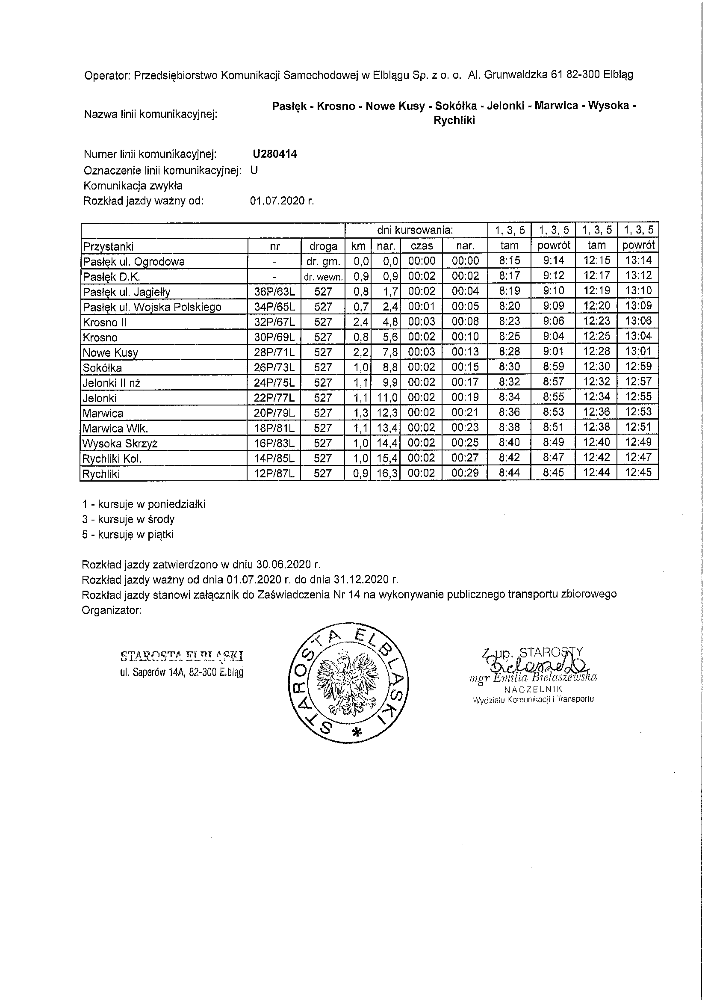 Operator: Przedsiębiorstwo Komunikacji Samochodowej w Elblągu Sp. z o. o. Al. Grunwaldzka 61 82-300 Elbląg
Nazwa linii komunikacyjnej:
Pasłęk - Krosno - Nowe Kusy - Sokółka - Jelonki - Marwica - Wysoka -
Rychliki
Numer linii komunikacyjnej: U280414
Oznaczenie linii komunikacyjnej: U
Komunikacja zwykła
Rozkład jazdy ważny od: 01.07.2020 r.
dni kursowania: 1, 3, 5 1, 3, 5 1, 3, 5 1, 3, 5
Przystanki nr droga km nar. czas nar. tam powrót tam powrót
Pasłęk ul. Ogrodowa - dr. gm. 0,0 0,0 00:00 00:00 8:15 9:14 12:15 13:14
Pasłęk D.K. - dr. wewn. 0,9 0,9 00:02 00:02 8:17 9:12 12:17 13:12
Pasłęk ul. Jagiełły 36P/63L 527 0,8 1,7 00:02 00:04 8:19 9:10 12:19 13:10
Pasłęk ul. Wojska Polskiego 34P/65L 527 0,7 2,4 00:01 00:05 8:20 9:09 12:20 13:09
Krosno II 32P/67L 527 2,4 4,8 00:03 00:08 8:23 9:06 12:23 13:06
Krosno 30P/69L 527 0,8 5,6 00:02 00:10 8:25 9:04 12:25 13:04
Nowe Kusy 28P/71L 527 2,2 7,8 00:03 00:13 8:28 9:01 12:28 13:01
Sokółka 26P/73L 527 1,0 8,8 00:02 00:15 8:30 8:59 12:30 12:59
Jelonki II nż 24P/75L 527 1,1 9,9 00:02 00:17 8:32 8:57 12:32 12:57
Jelonki 22P/77L 527 1,1 11,0 00:02 00:19 8:34 8:55 12:34 12:55
Marwica 20P/79L 527 1,3 12,3 00:02 00:21 8:36 8:53 12:36 12:53
Marwica Wlk. 18P/81L 527 1,1 13,4 00:02 00:23 8:38 8:51 12:38 12:51
Wysoka Skrzyż 16P/83L 527 1,0 14,4 00:02 00:25 8:40 8:49 12:40 12:49
Rychliki Kol. 14P/85L 527 1,0 15,4 00:02 00:27 8:42 8:47 12:42 12:47
Rychliki 12P/87L 527 0,9 16,3 00:02 00:29 8:44 8:45 12:44 12:45
1 - kursuje w poniedziałki
3 - kursuje w środy
5 - kursuje w piątki
Rozkład jazdy zatwierdzono w dniu 30.06.2020 r.
Rozkład jazdy ważny od dnia 01.07.2020 r. do dnia 31.12.2020 r.
Rozkład jazdy stanowi załącznik do Zaświadczenia Nr 14 na wykonywanie publicznego transportu zbiorowego
Organizator:
STAROSTA ELBLĄSKI
ul. Saperów 14A, 82-300 Elbląg
STAROSTA ELBLĄSKI *
Z up. STAROSTY
mgr Emilia Bielaszewska
NACZELNIK
Wydziału Komunikacji i Transportu